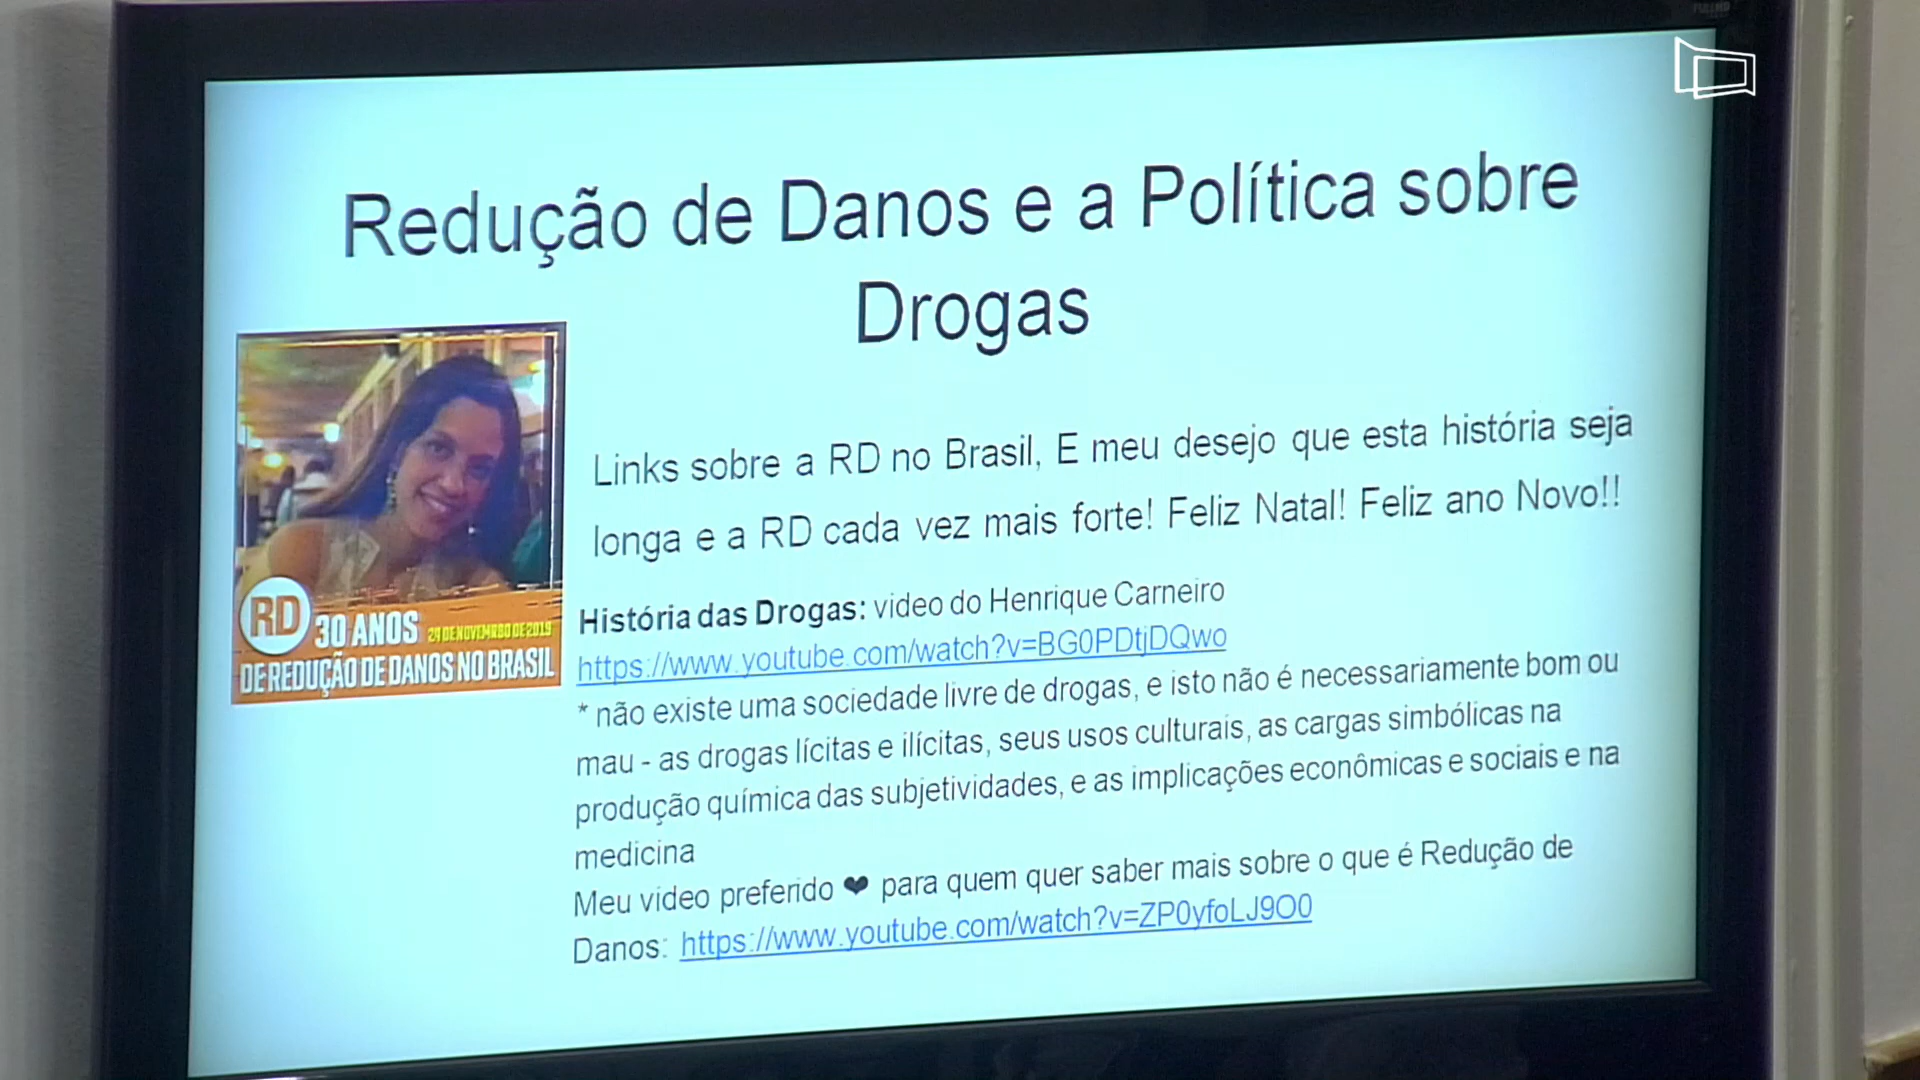 Redução de Danos e a Política sobre
Drogas
Links sobre a RD no Brasil, E meu desejo que esta história seja
longa e a RD cada vez mais forte! Feliz Natal! Feliz ano Novo!!
RD
30 ANOS
DE REDUÇÃO DE DANOS NO BRASIL
História das Drogas: video do Henrique Carneiro
https://www.youtube.com/watch?v=BG0PDtjDQwo
* não existe uma sociedade livre de drogas, e isto não é necessariamente bom ou
mau - as drogas lícitas e ilícitas, seus usos culturais, as cargas simbólicas na
produção química das subjetividades, e as implicações econômicas e sociais e na
medicina
Meu video preferido ❤ para quem quer saber mais sobre o que é Redução de
Danos: https://www.youtube.com/watch?v=ZP0yfoLJ9O0